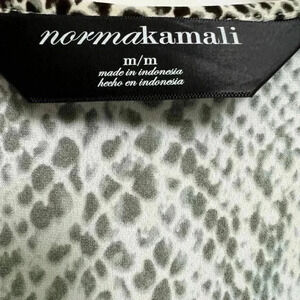 normakamali
m/m
made in indonesia
hecho en indonesia